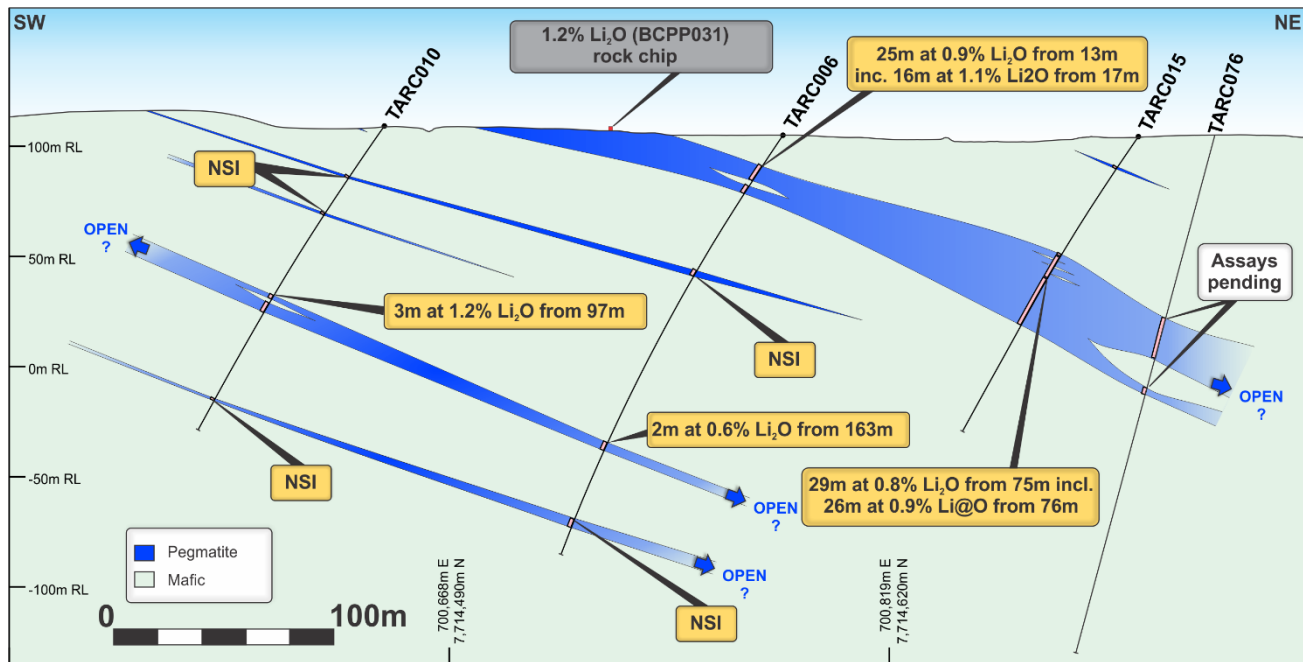 SW
NE
1.2% Li₂O (BCPP031)
rock chip
25m at 0.9% Li₂O from 13m
inc. 16m at 1.1% Li2O from 17m
TARC010
TARC006
TARC015
TARC076
100m RL
50m RL
0m RL
-50m RL
-100m RL
NSI
OPEN
?
3m at 1.2% Li₂O from 97m
NSI
Assays
pending
OPEN
?
2m at 0.6% Li₂O from 163m
NSI
29m at 0.8% Li₂O from 75m incl.
26m at 0.9% Li@O from 76m
OPEN
?
OPEN
?
NSI
Pegmatite
Mafic
0
100m
700,668m E
7,714,490m N
700,819m E
7,714,620m N